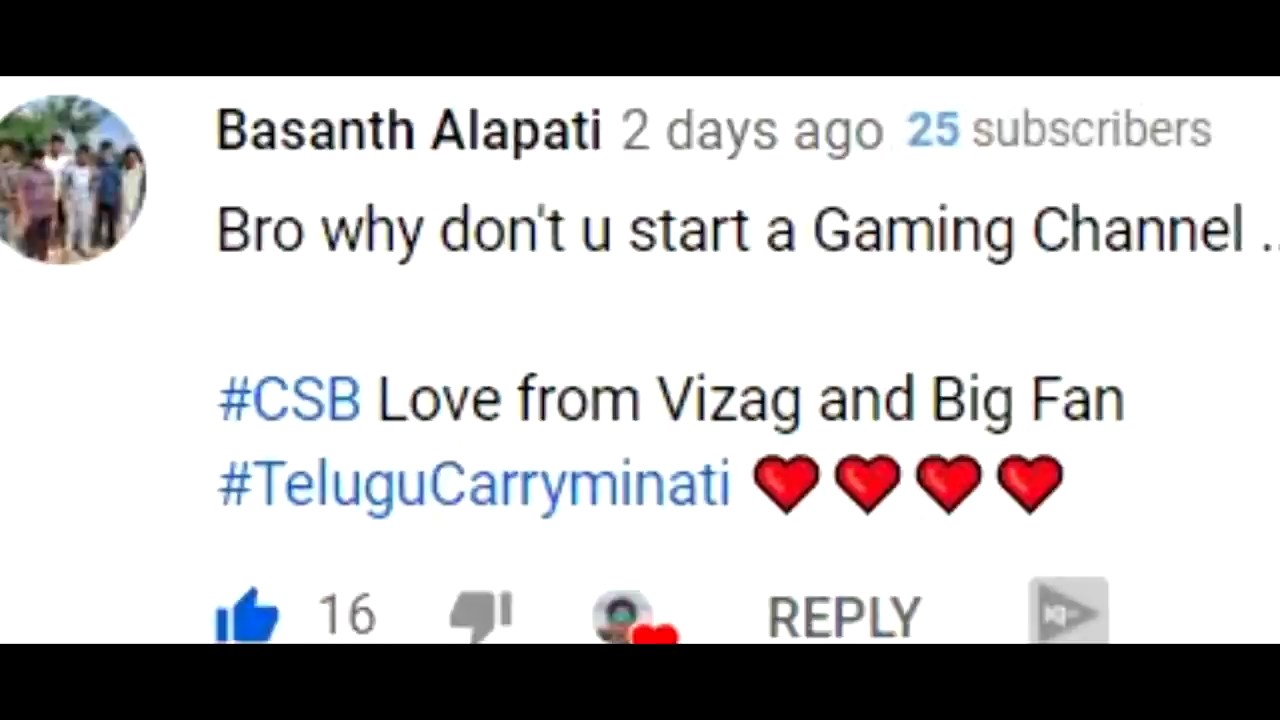 Basanth Alapati 2 days ago 25 subscribers
Bro why don't u start a Gaming Channel ..
#CSB Love from Vizag and Big Fan
#TeluguCarryminati ❤❤❤❤
16 REPLY